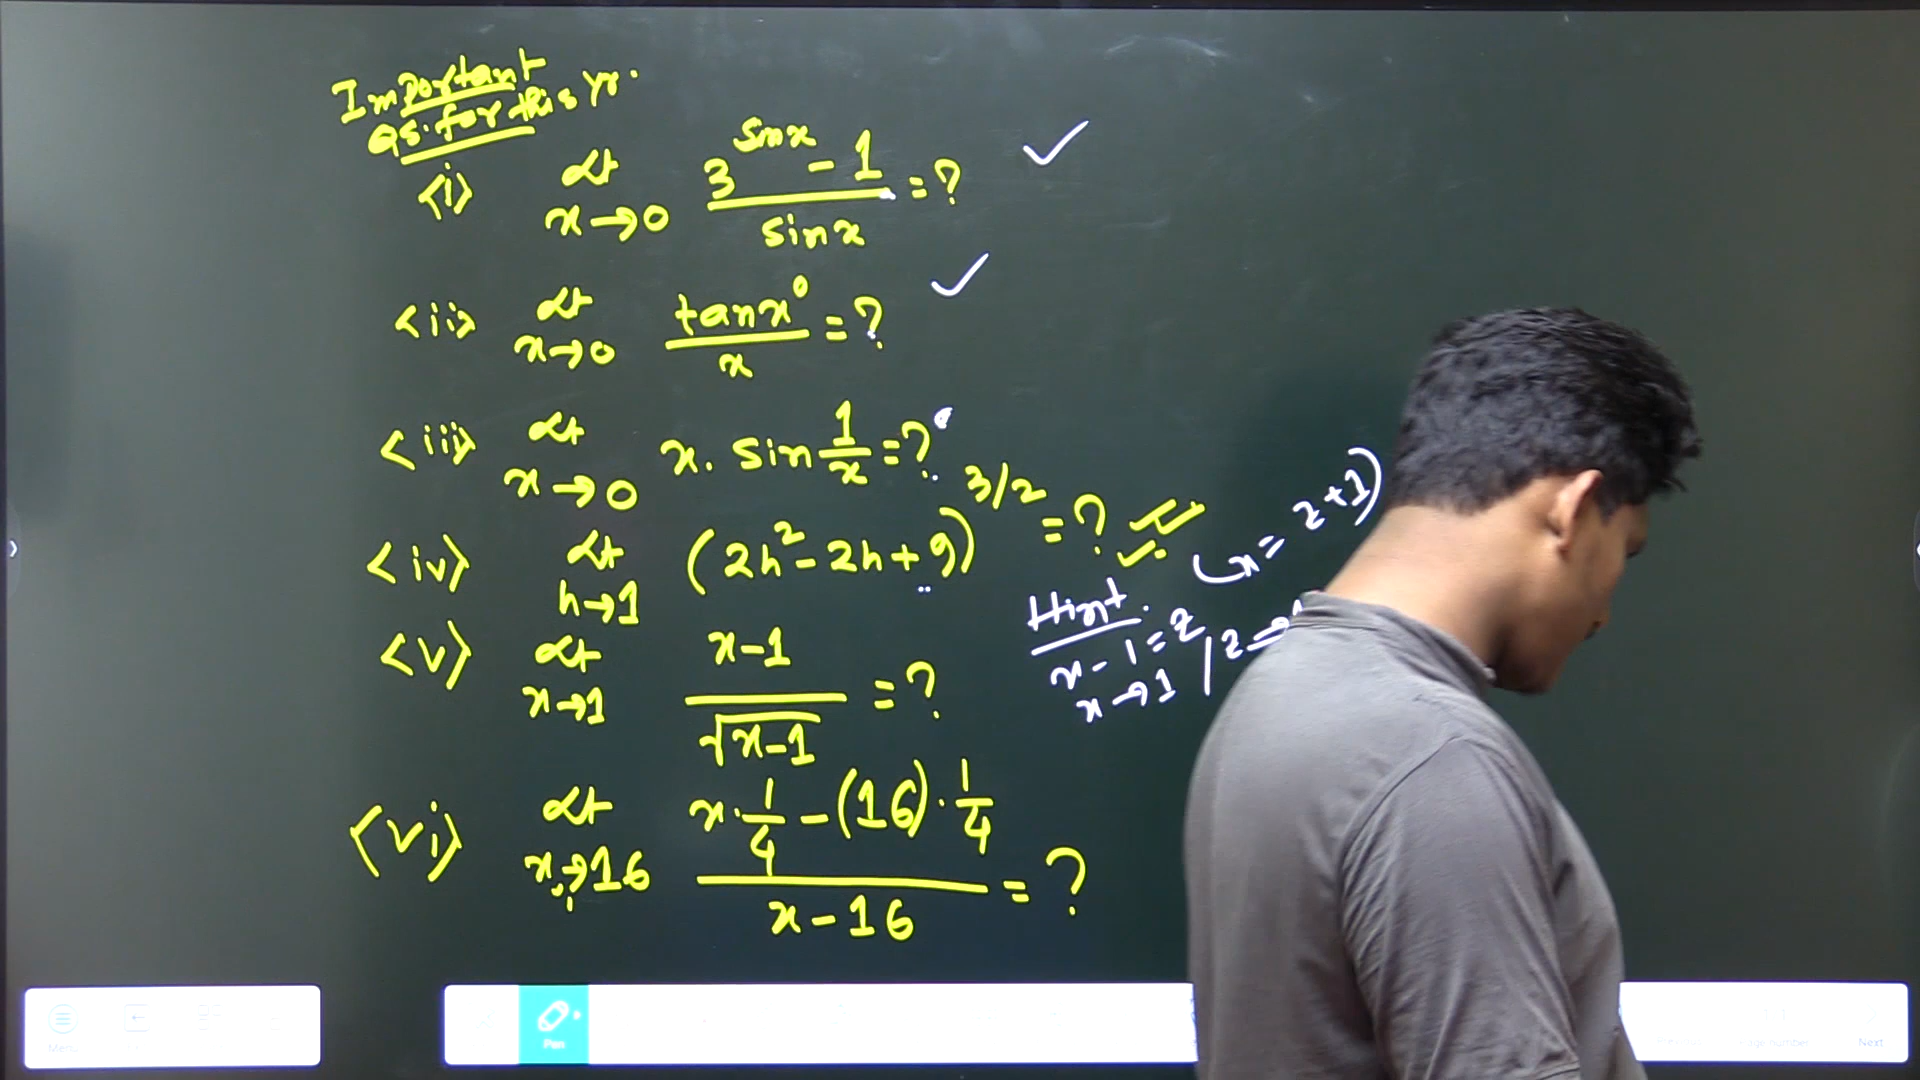 Important
Qs. for this yr.
<i> Lt x→0 (3^sinx - 1)/sinx = ?
<ii> Lt x→0 tanx°/x = ?
<iii> Lt x→0 x. sin 1/x = ?
<iv> Lt h→1 (2h² - 2h + 9)^3/2 = ?
<v> Lt x→1 (x-1)/√(x-1) = ?
Hint.
x - 1 = z
x→1 / z→
x = z+1)
<vi> Lt x→16 (x·1/4 - (16)·1/4)/(x-16) = ?
Pen
Next